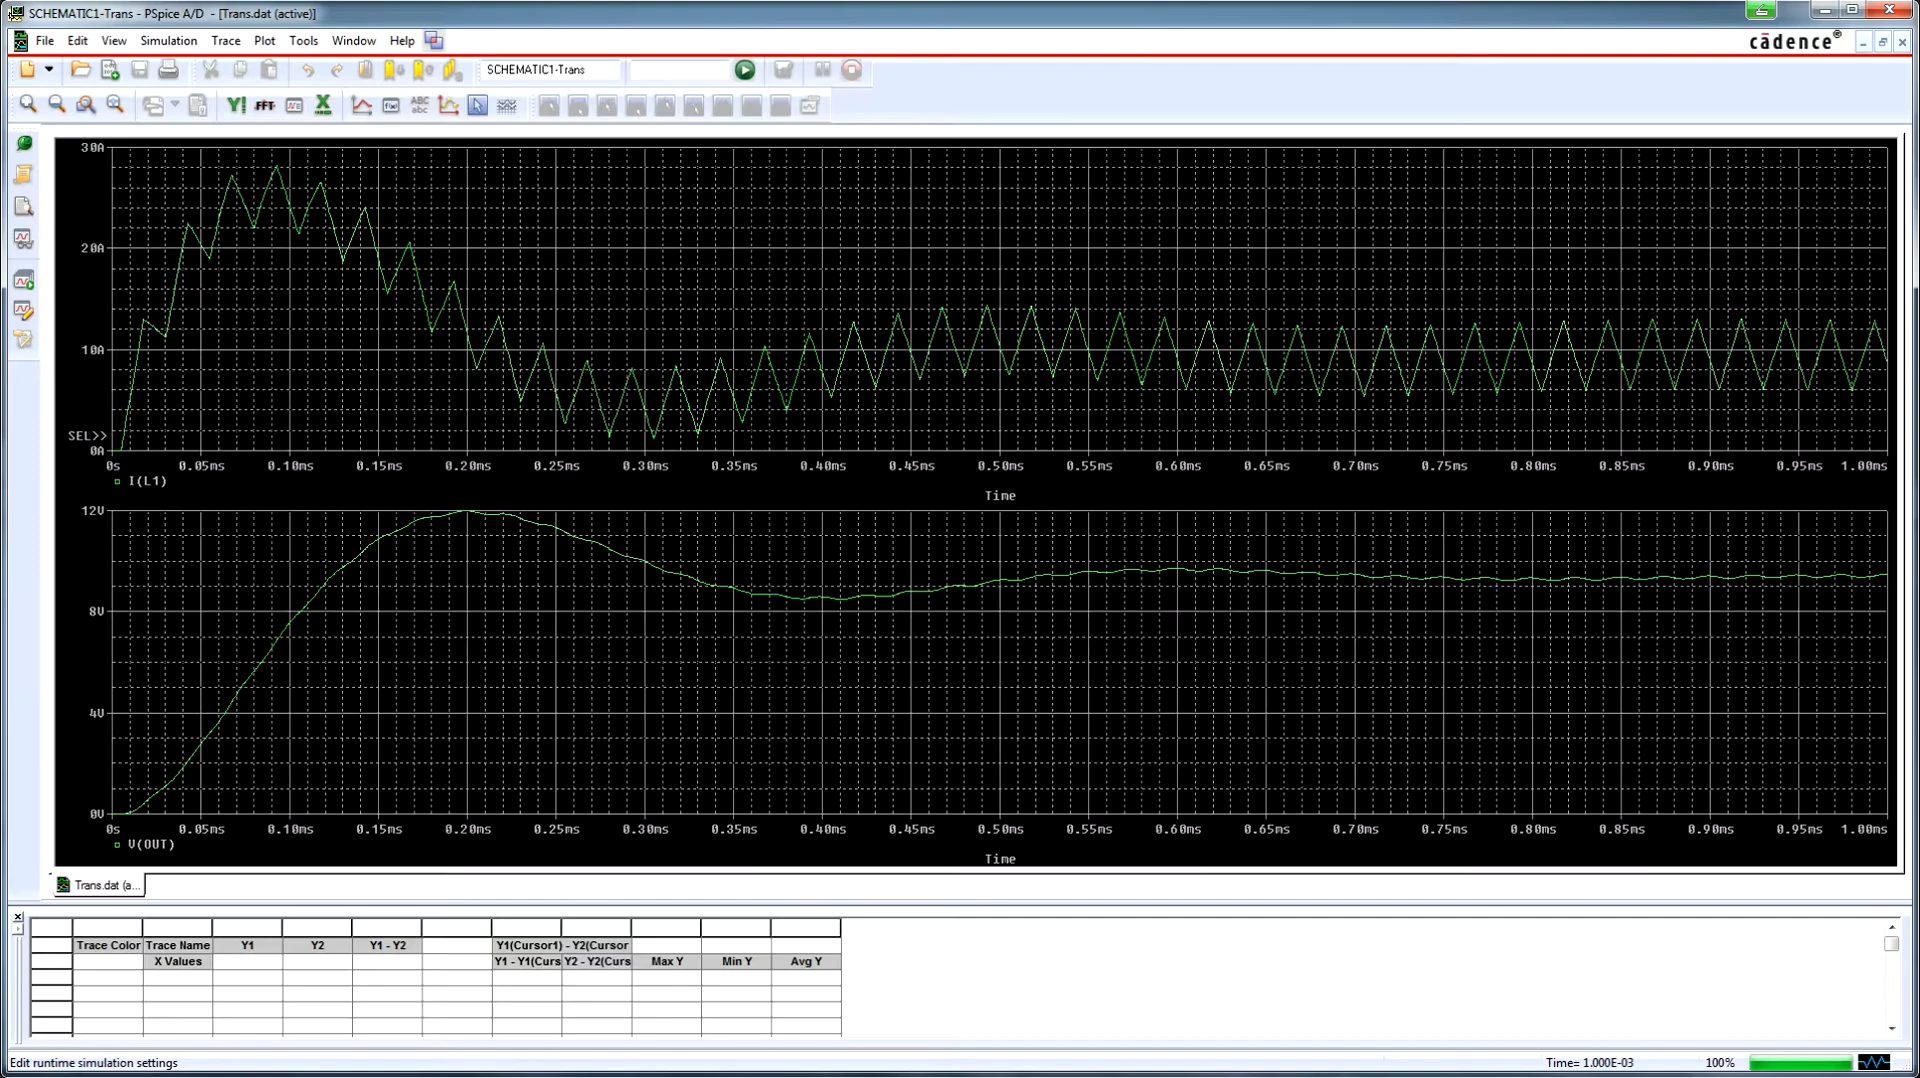 SCHEMATIC1-Trans - PSpice A/D - [Trans.dat (active)]
File Edit View Simulation Trace Plot Tools Window Help
cādence®
SCHEMATIC1-Trans
FFT
ABC
abc
30A
20A
10A
SEL>>
0A
0s 0.05ms 0.10ms 0.15ms 0.20ms 0.25ms 0.30ms 0.35ms 0.40ms 0.45ms 0.50ms 0.55ms 0.60ms 0.65ms 0.70ms 0.75ms 0.80ms 0.85ms 0.90ms 0.95ms 1.00ms
I(L1)
Time
12V
8V
4V
0V
0s 0.05ms 0.10ms 0.15ms 0.20ms 0.25ms 0.30ms 0.35ms 0.40ms 0.45ms 0.50ms 0.55ms 0.60ms 0.65ms 0.70ms 0.75ms 0.80ms 0.85ms 0.90ms 0.95ms 1.00ms
V(OUT)
Time
Trans.dat (a...
Trace Color Trace Name Y1 Y2 Y1 - Y2 Y1(Cursor1) - Y2(Cursor
X Values Y1 - Y1(Curs Y2 - Y2(Curs Max Y Min Y Avg Y
Edit runtime simulation settings Time= 1.000E-03 100%